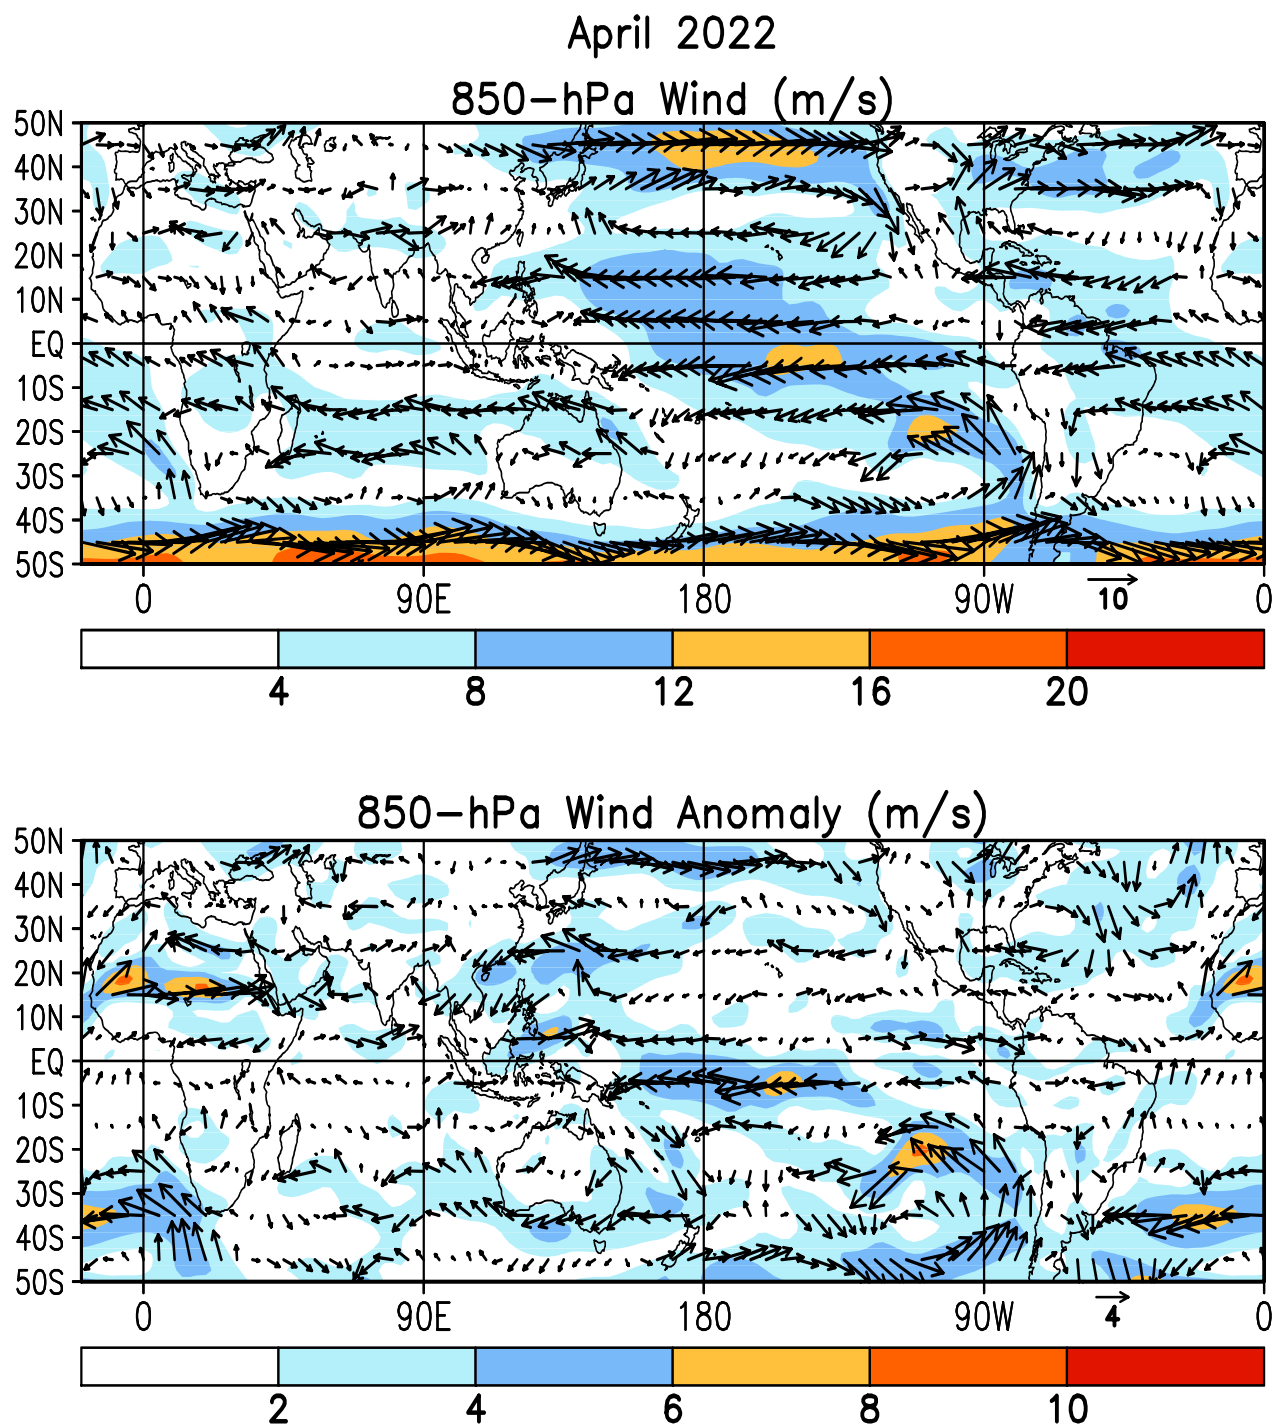 April 2022
850-hPa Wind (m/s)
50N
40N
30N
20N
10N
EQ
10S
20S
30S
40S
50S
0 90E 180 90W 0
10
4 8 12 16 20
850-hPa Wind Anomaly (m/s)
50N
40N
30N
20N
10N
EQ
10S
20S
30S
40S
50S
0 90E 180 90W 0
4
2 4 6 8 10